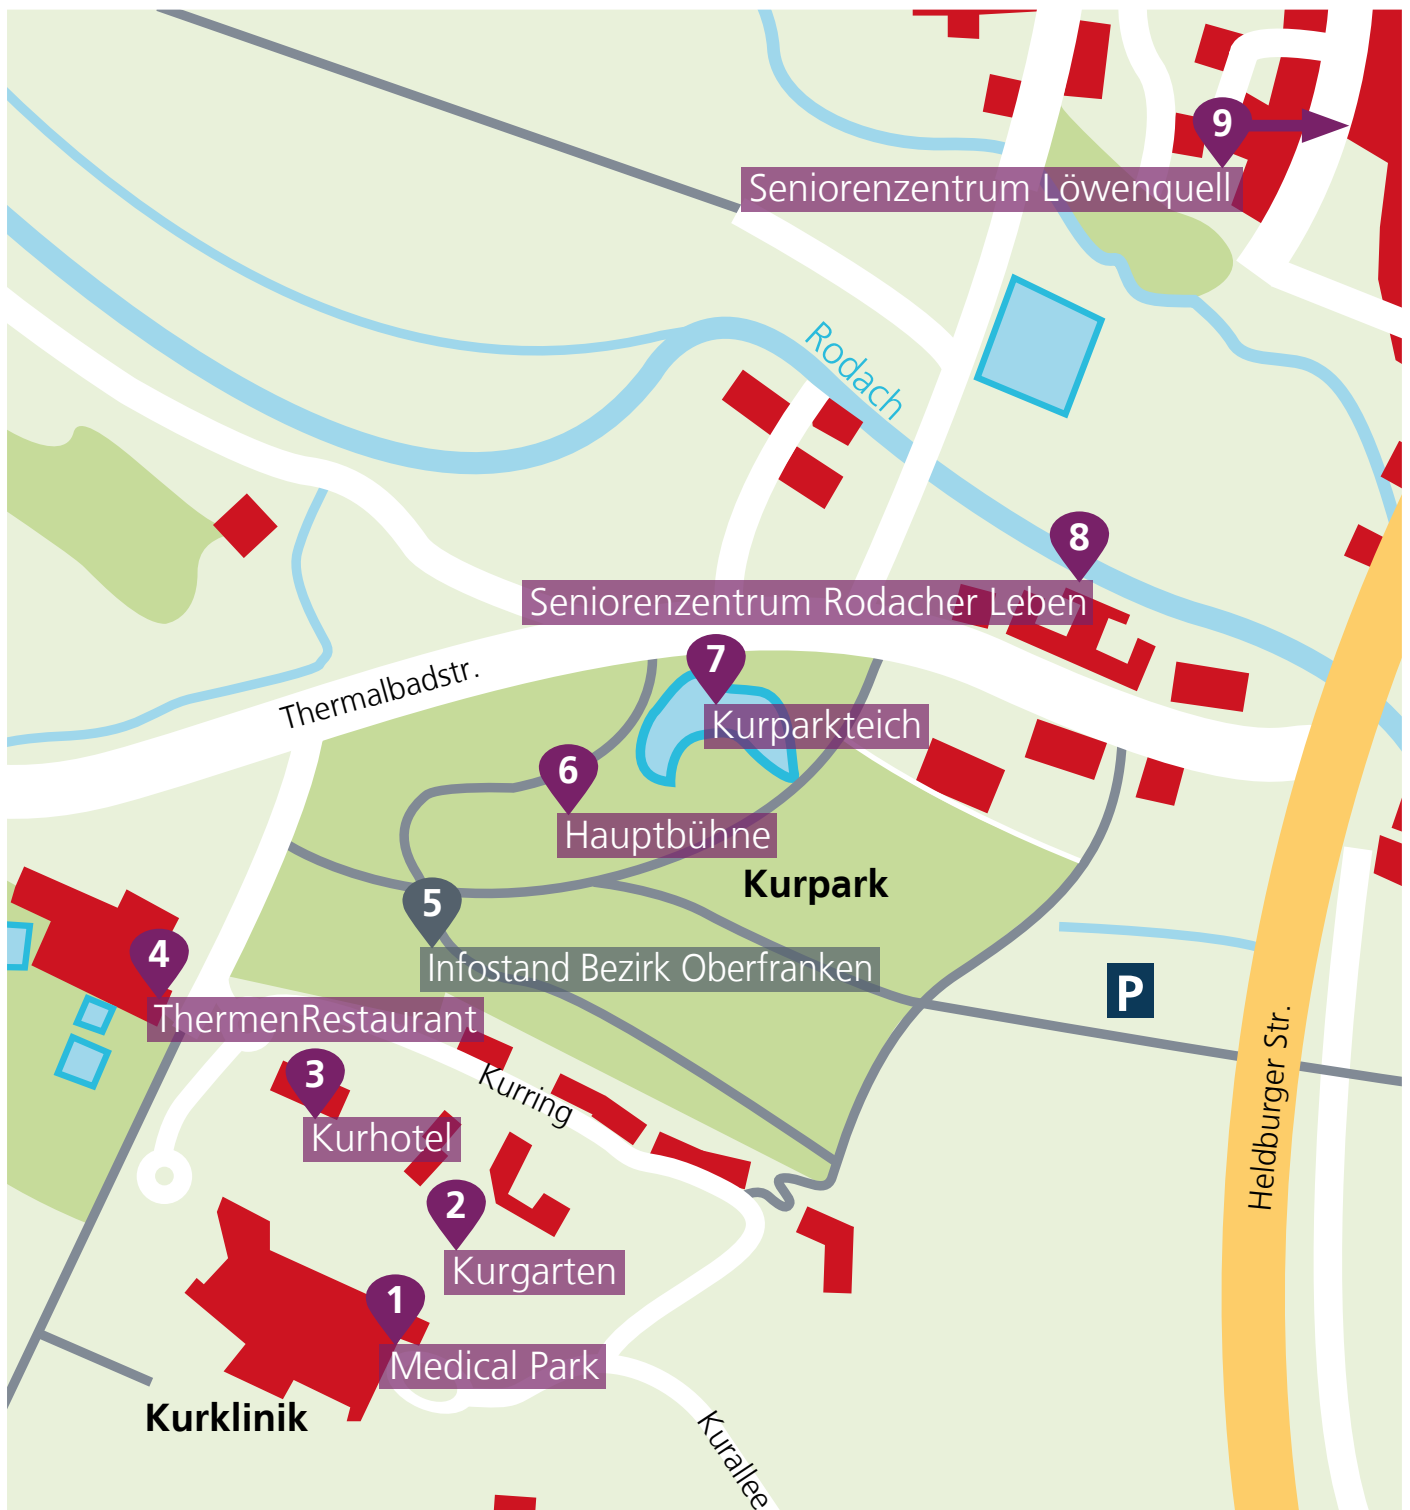 9
Seniorenzentrum Löwenquell
Rodach
8
Seniorenzentrum Rodacher Leben
7
Thermalbadstr.
Kurparkteich
6
Hauptbühne
Kurpark
5
Infostand Bezirk Oberfranken
4
P
ThermenRestaurant
3
Kurring
Heldburger Str.
Kurhotel
2
Kurgarten
1
Medical Park
Kurklinik
Kurallee